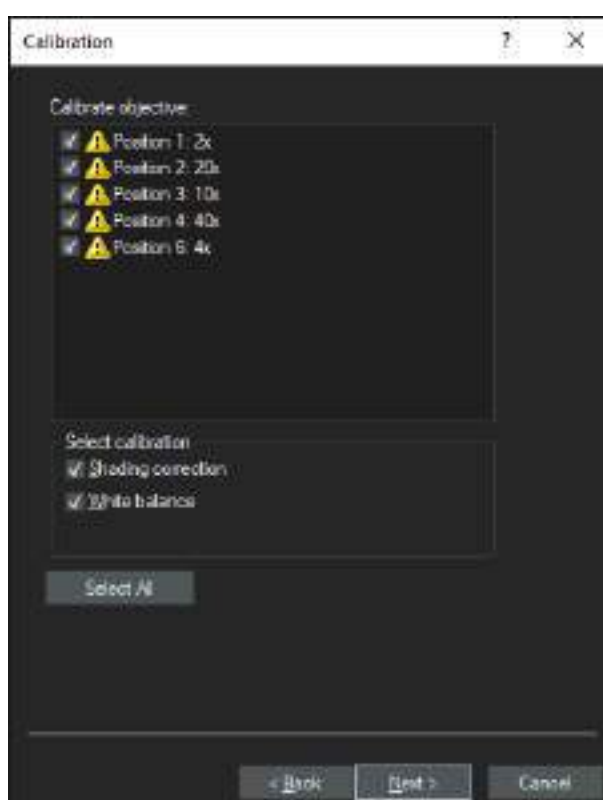 Calibration ?
Calibrate objective:
Position 1: 2x
Position 2: 20x
Position 3: 10x
Position 4: 40x
Position 6: 4x
Select calibration
Shading correction
White balance
Select All
< Back Next > Cancel